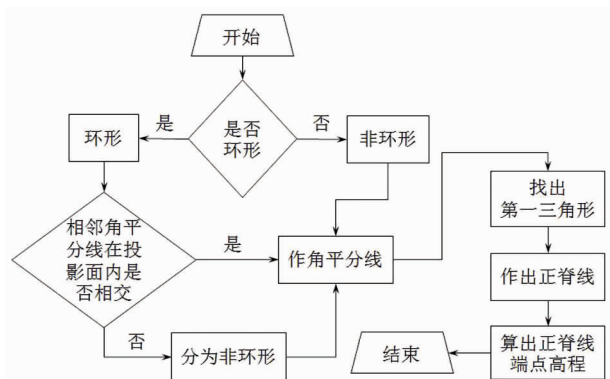 开始
是
是否
环形
否
环形
非环形
找出
第一三角形
相邻角平
分线在投
影面内是
否相交
是
作角平分线
作出正脊线
否
分为非环形
结束
算出正脊线
端点高程